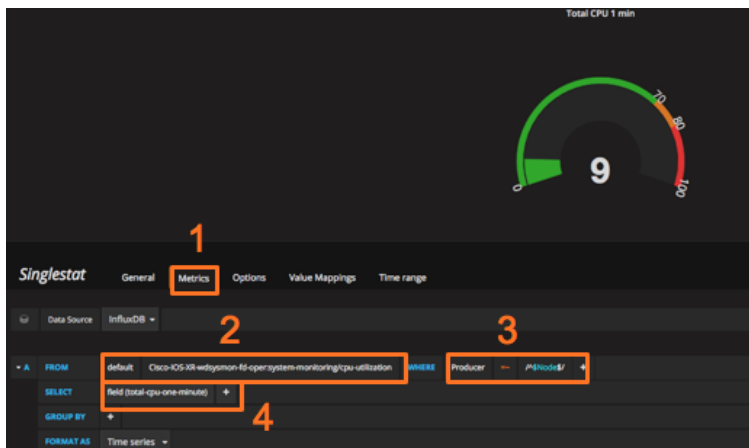 Total CPU 1 min
70
80
9
0
100
1
Singlestat General Metrics Options Value Mappings Time range
Data Source InfluxDB
2
3
A FROM default Cisco-IOS-XR-wdsysmon-fd-oper:system-monitoring/cpu-utilization WHERE Producer =~ /^$Node$/ +
SELECT field (total-cpu-one-minute) +
4
GROUP BY +
FORMAT AS Time series